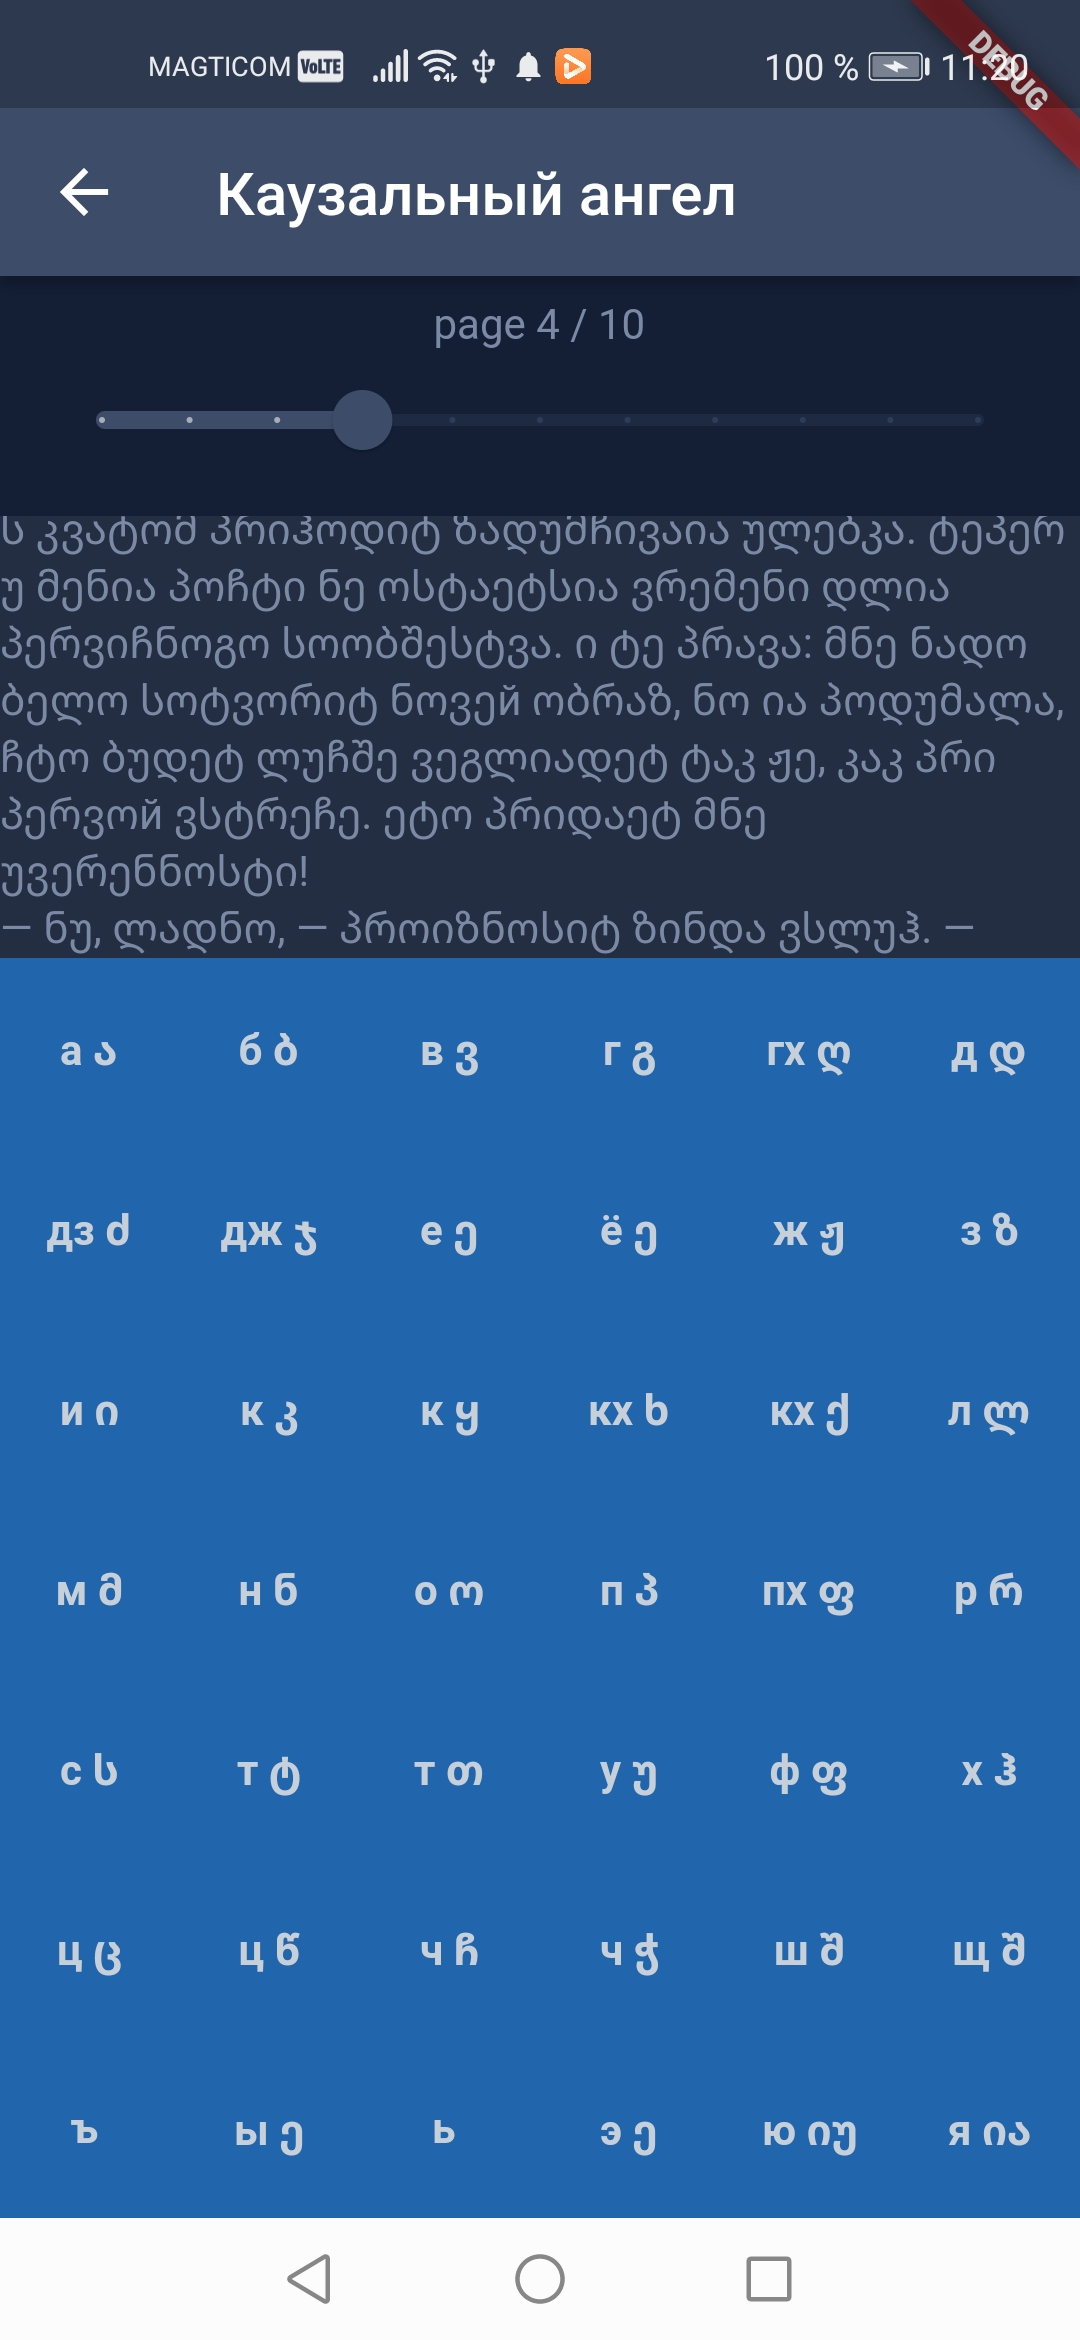 MAGTICOM VoLTE 100 % 11:20
DEBUG
Каузальный ангел
page 4 / 10
ს კვატომ პრიჰოდიტ ზადუმჩივაია ულებკა. ტეპერ
უ მენია პოჩტი ნე ოსტაეტსია ვრემენი დლია
პერვიჩნოგო სოობშესტვა. ი ტე პრავა: მნე ნადო
ბელო სოტვორიტ ნოვეй ობრაზ, ნო ია პოდუმალა,
ჩტო ბუდეტ ლუჩშე ვეგლიადეტ ტაკ ჟე, კაკ პრი
პერვოй ვსტრეჩე. ეტო პრიდაეტ მნე
უვერენნოსტი!
— ნუ, ლადნო, — პროიზნოსიტ ზინდა ვსლუჰ. —
а ა б ბ в ვ г გ гх ღ д დ
дз d дж ჯ е ე ё ე ж ჟ з ზ
и ი к კ к ყ кх ხ кх ქ л ლ
м მ н ნ о ო п პ пх ფ р რ
с ს т ტ т თ у უ ф ფ х ჰ
ц ც ц წ ч ჩ ч ჭ ш შ щ შ
ъ ы ე ь э ე ю იუ я ია